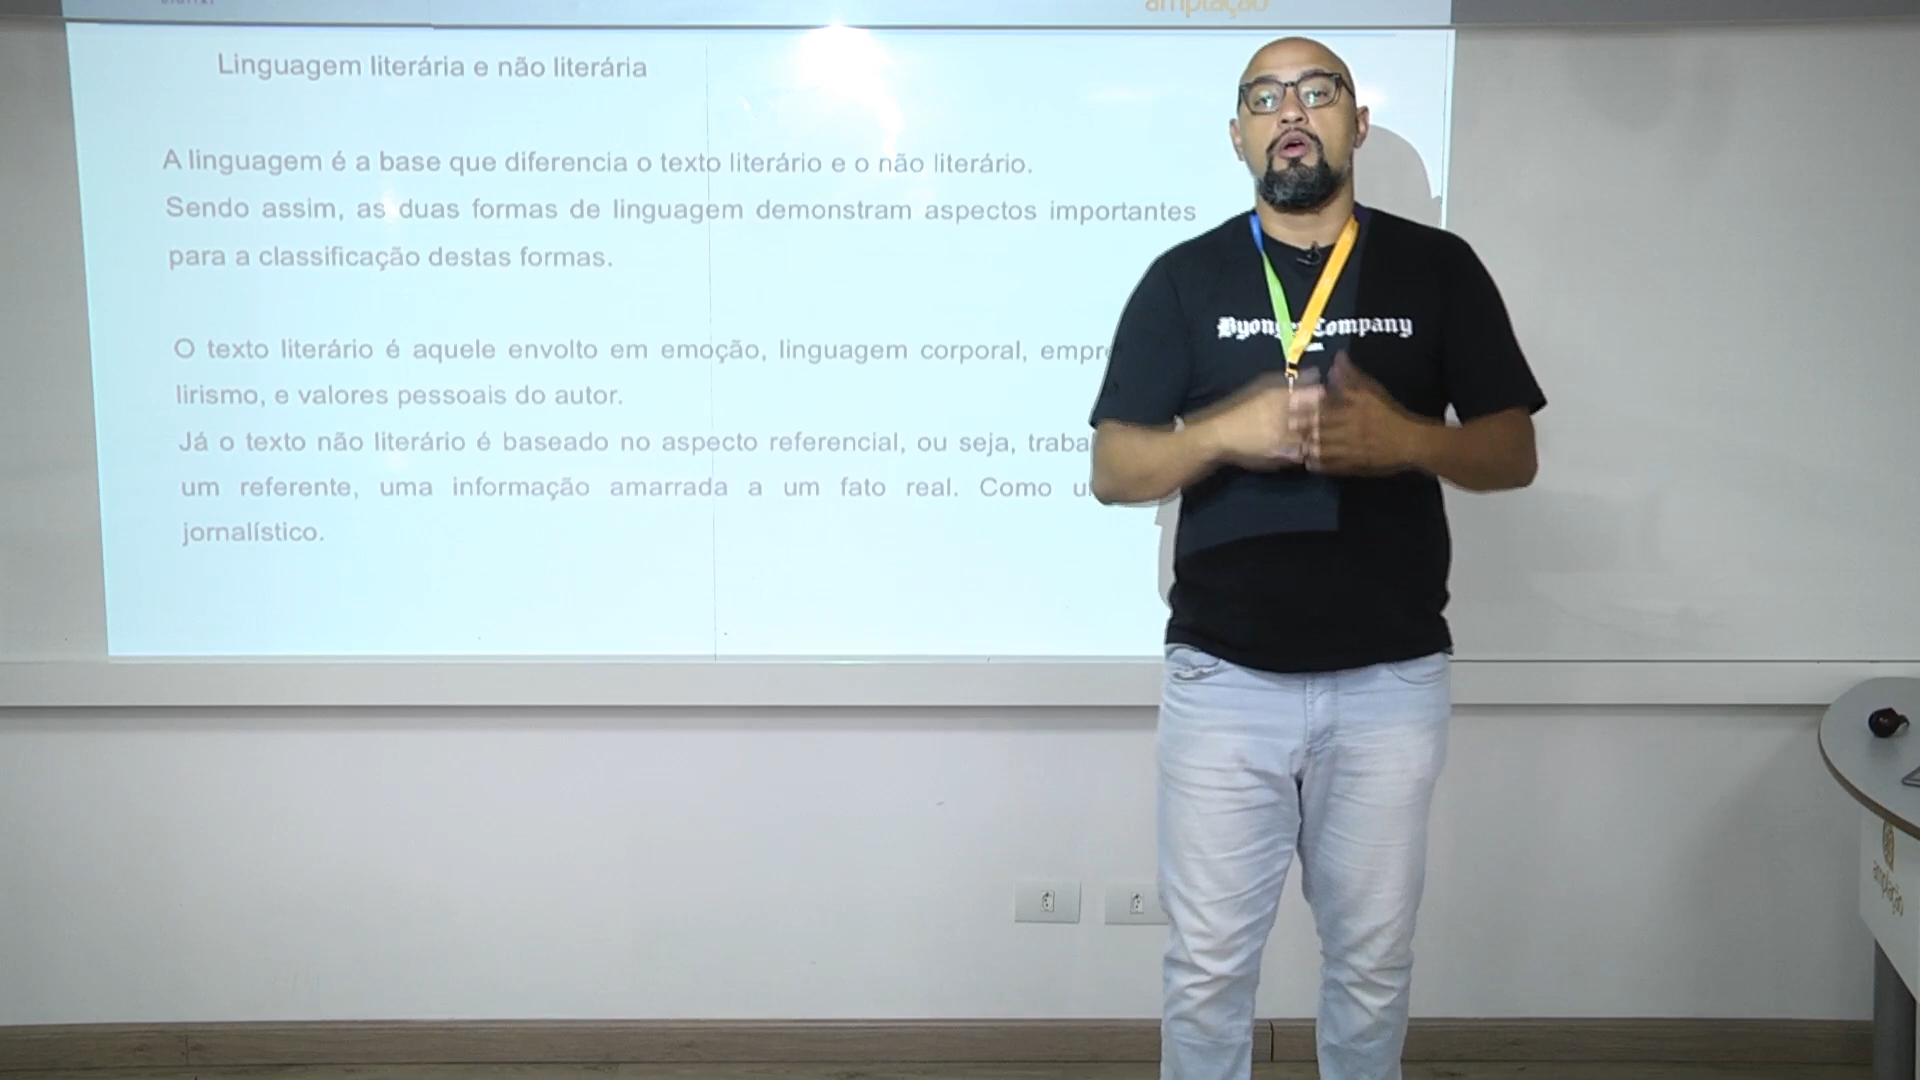 amplação
Linguagem literária e não literária
A linguagem é a base que diferencia o texto literário e o não literário.
Sendo assim, as duas formas de linguagem demonstram aspectos importantes
para a classificação destas formas.
O texto literário é aquele envolto em emoção, linguagem corporal,
lirismo, e valores pessoais do autor.
Já o texto não literário é baseado no aspecto referencial, ou seja,
um referente, uma informação amarrada a um fato real. Como
jornalístico.
Company
amplação